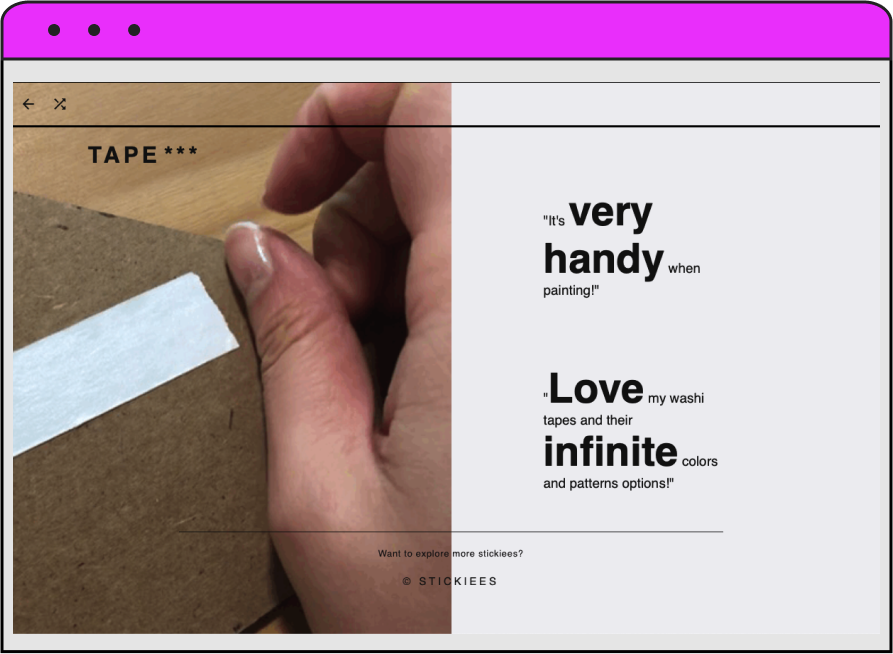 TAPE***
"It's very
handy when
painting!"
"Love my washi
tapes and their
infinite colors
and patterns options!"
Want to explore more stickiees?
© STICKIEES